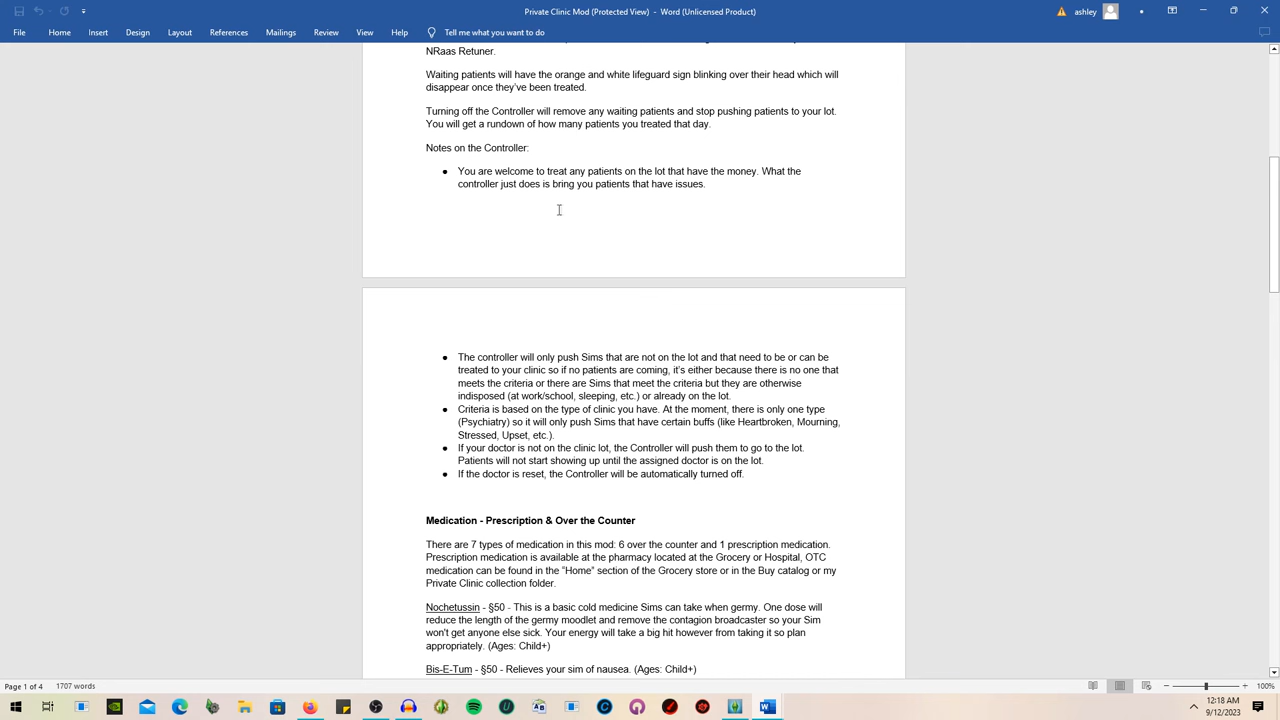 Private Clinic Mod (Protected View) - Word (Unlicensed Product)
ashley
File Home Insert Design Layout References Mailings Review View Help Tell me what you want to do
NRaas Retuner.
Waiting patients will have the orange and white lifeguard sign blinking over their head which will
disappear once they've been treated.
Turning off the Controller will remove any waiting patients and stop pushing patients to your lot.
You will get a rundown of how many patients you treated that day.
Notes on the Controller:
● You are welcome to treat any patients on the lot that have the money. What the
controller just does is bring you patients that have issues.
● The controller will only push Sims that are not on the lot and that need to be or can be
treated to your clinic so if no patients are coming, it's either because there is no one that
meets the criteria or there are Sims that meet the criteria but they are otherwise
indisposed (at work/school, sleeping, etc.) or already on the lot.
● Criteria is based on the type of clinic you have. At the moment, there is only one type
(Psychiatry) so it will only push Sims that have certain buffs (like Heartbroken, Mourning,
Stressed, Upset, etc.).
● If your doctor is not on the clinic lot, the Controller will push them to go to the lot.
Patients will not start showing up until the assigned doctor is on the lot.
● If the doctor is reset, the Controller will be automatically turned off.
Medication - Prescription & Over the Counter
There are 7 types of medication in this mod: 6 over the counter and 1 prescription medication.
Prescription medication is available at the pharmacy located at the Grocery or Hospital, OTC
medication can be found in the “Home” section of the Grocery store or in the Buy catalog or my
Private Clinic collection folder.
Nochetussin - §50 - This is a basic cold medicine Sims can take when germy. One dose will
reduce the length of the germy moodlet and remove the contagion broadcaster so your Sim
won't get anyone else sick. Your energy will take a big hit however from taking it so plan
appropriately. (Ages: Child+)
Bis-E-Tum - §50 - Relieves your sim of nausea. (Ages: Child+)
Page 1 of 4 1707 words
100%
12:18 AM
9/12/2023